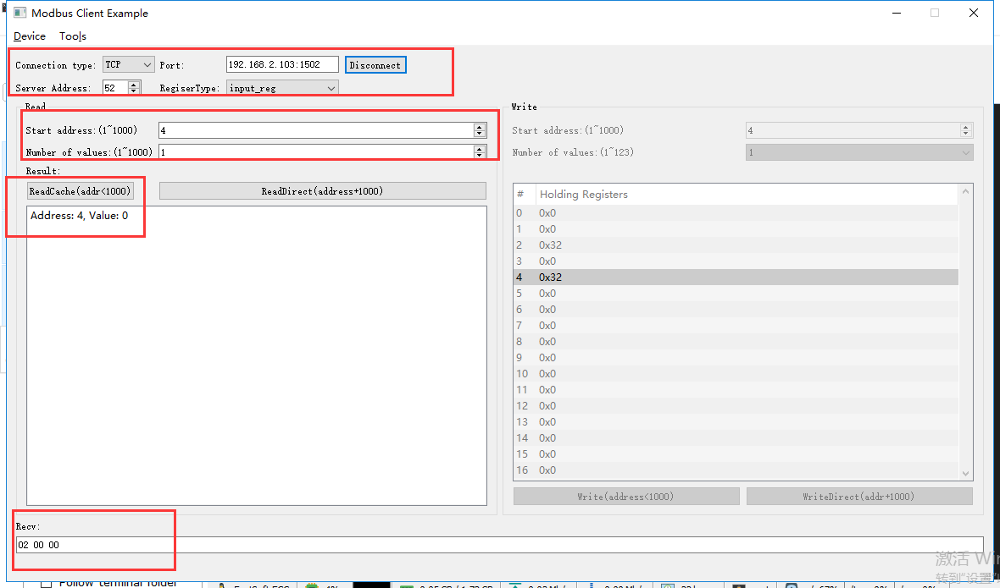 Modbus Client Example
Device Tools
Connection type: TCP Port: 192.168.2.103:1502 Disconnect
Server Address: 52 RegiserType: input_reg
Read Write
Start address:(1~1000) 4 Start address:(1~1000) 4
Number of values:(1~1000) 1 Number of values:(1~123) 1
Result:
ReadCache(addr<1000) ReadDirect(address+1000)
Address: 4, Value: 0
# Holding Registers
0 0x0
1 0x0
2 0x32
3 0x0
4 0x32
5 0x0
6 0x0
7 0x0
8 0x0
9 0x0
10 0x0
11 0x0
12 0x0
13 0x0
14 0x0
15 0x0
16 0x0
Write(address<1000) WriteDirect(addr+1000)
Recv:
02 00 00
激活 Win
转到"设置"
Follow terminal folder